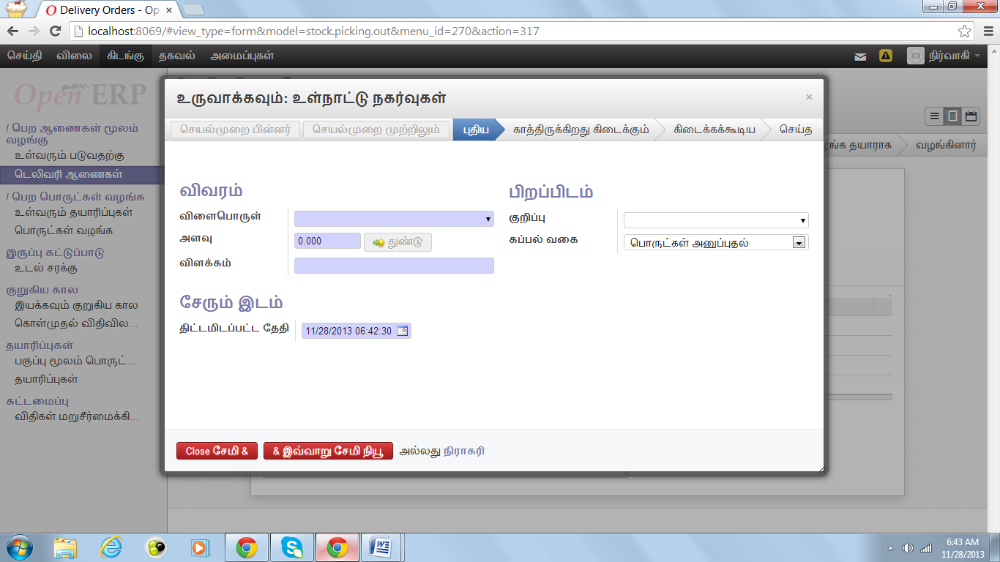 Delivery Orders - Op
localhost:8069/#view_type=form&model=stock.picking.out&menu_id=270&action=317
செய்தி விலை கிடங்கு தகவல் அமைப்புகள் நிர்வாகி
Open ERP
/ பெற ஆணைகள் மூலம்
வழங்கு
உள்வரும் படுவதற்கு
டெலிவரி ஆணைகள்
/ பெற பொருட்கள் வழங்க
உள்வரும் தயாரிப்புகள்
பொருட்கள் வழங்க
இருப்பு கட்டுப்பாடு
உடல் சரக்கு
குறுகிய கால
இயக்கவும் குறுகிய கால
கொள்முதல் விதிவில...
தயாரிப்புகள்
பகுப்பு மூலம் பொருட்...
தயாரிப்புகள்
கட்டமைப்பு
விதிகள் மறுசீர்மைக்கி...
உருவாக்கவும்: உள்நாட்டு நகர்வுகள்
செயல்முறை பின்னர் செயல்முறை முற்றிலும் புதிய காத்திருக்கிறது கிடைக்கும் கிடைக்கக்கூடிய செய்த
தயாராக வழங்கினார்
விவரம்
விளைபொருள்
அளவு 0.000 துண்டு
விளக்கம்
பிறப்பிடம்
குறிப்பு
கப்பல் வகை பொருட்கள் அனுப்புதல்
சேரும் இடம்
திட்டமிடப்பட்ட தேதி 11/28/2013 06:42:30
Close சேமி & & இவ்வாறு சேமி நியூ அல்லது நிராகரி
6:43 AM
11/28/2013